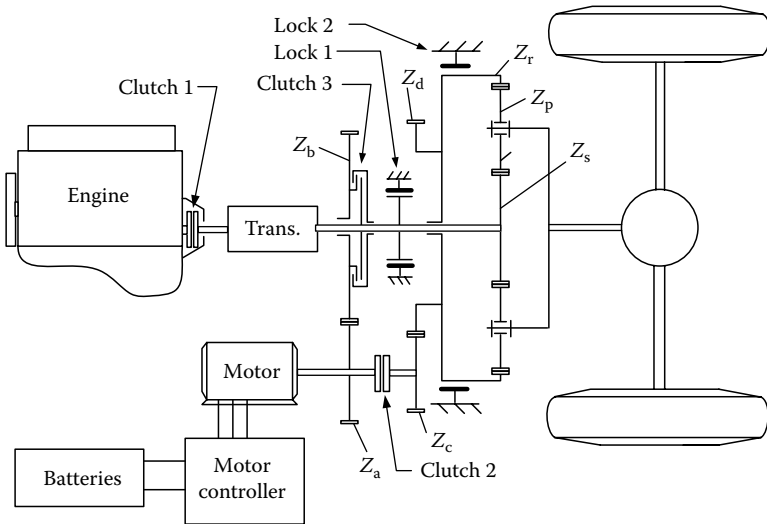 Lock 2
Lock 1
Clutch 3
Clutch 1
Z_d
Z_r
Z_p
Z_b
Z_s
Engine
Trans.
Motor
Z_a
Z_c
Clutch 2
Batteries
Motor
controller